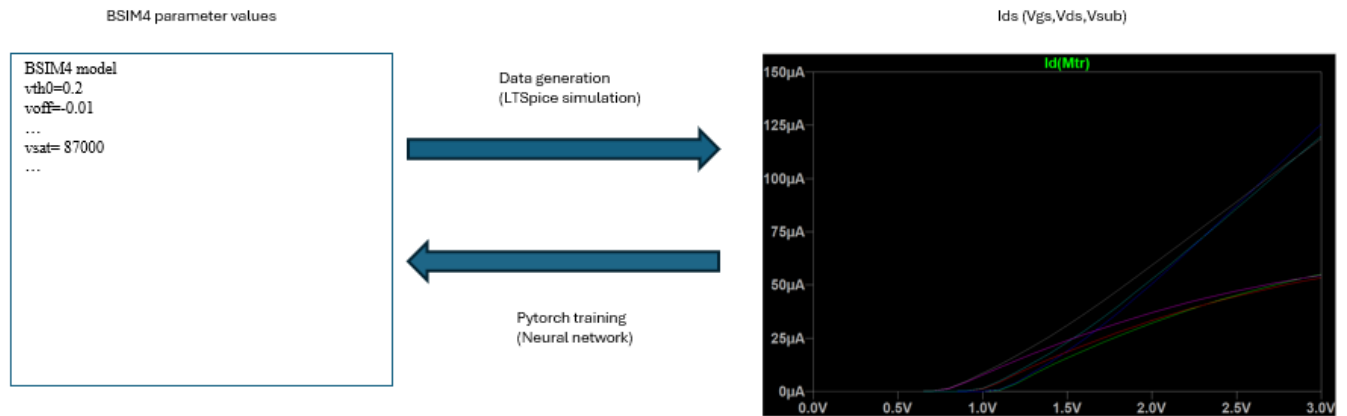 BSIM4 parameter values
Ids (Vgs,Vds,Vsub)
BSIM4 model
vth0=0.2
voff=-0.01
…
vsat= 87000
…
Data generation
(LTSpice simulation)
Pytorch training
(Neural network)
Id(Mtr)
150µA
125µA
100µA
75µA
50µA
25µA
0µA
0.0V
0.5V
1.0V
1.5V
2.0V
2.5V
3.0V